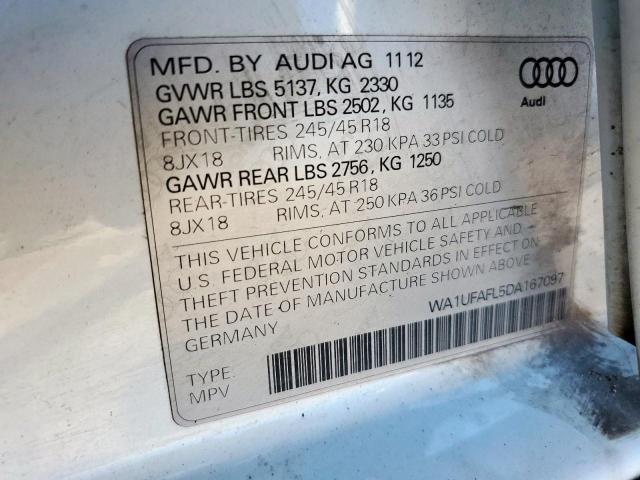 MFD. BY AUDI AG 11 12
GVWR LBS 5137, KG 2330
GAWR FRONT LBS 2502, KG 1135
FRONT-TIRES 245/45 R18
8JX18 RIMS, AT 230 KPA 33 PSI COLD
GAWR REAR LBS 2756, KG 1250
REAR-TIRES 245/45 R18
8JX18 RIMS, AT 250 KPA 36 PSI COLD
THIS VEHICLE CONFORMS TO ALL APPLICABLE
U.S. FEDERAL MOTOR VEHICLE SAFETY AND
THEFT PREVENTION STANDARDS IN EFFECT ON
THE DATE OF MANUFACTURE SHOWN ABOVE
GERMANY
WA1UFAFL5DA167097
TYPE:
MPV
Audi